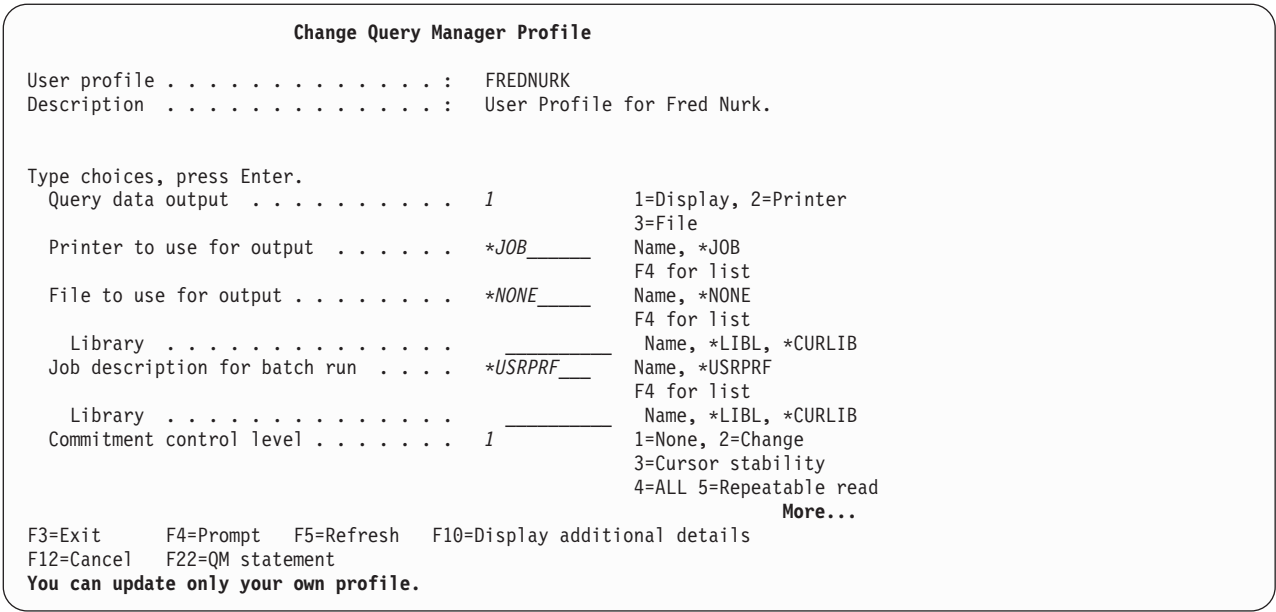 Change Query Manager Profile
User profile . . . . . . . . . . . . . : FREDNURK
Description . . . . . . . . . . . . . : User Profile for Fred Nurk.
Type choices, press Enter.
Query data output . . . . . . . . . . 1 1=Display, 2=Printer
3=File
Printer to use for output . . . . . . *JOB______ Name, *JOB
F4 for list
File to use for output . . . . . . . . *NONE_____ Name, *NONE
F4 for list
Library . . . . . . . . . . . . . . __________ Name, *LIBL, *CURLIB
Job description for batch run . . . . *USRPRF___ Name, *USRPRF
F4 for list
Library . . . . . . . . . . . . . . __________ Name, *LIBL, *CURLIB
Commitment control level . . . . . . . 1 1=None, 2=Change
3=Cursor stability
4=ALL 5=Repeatable read
More...
F3=Exit F4=Prompt F5=Refresh F10=Display additional details
F12=Cancel F22=QM statement
You can update only your own profile.